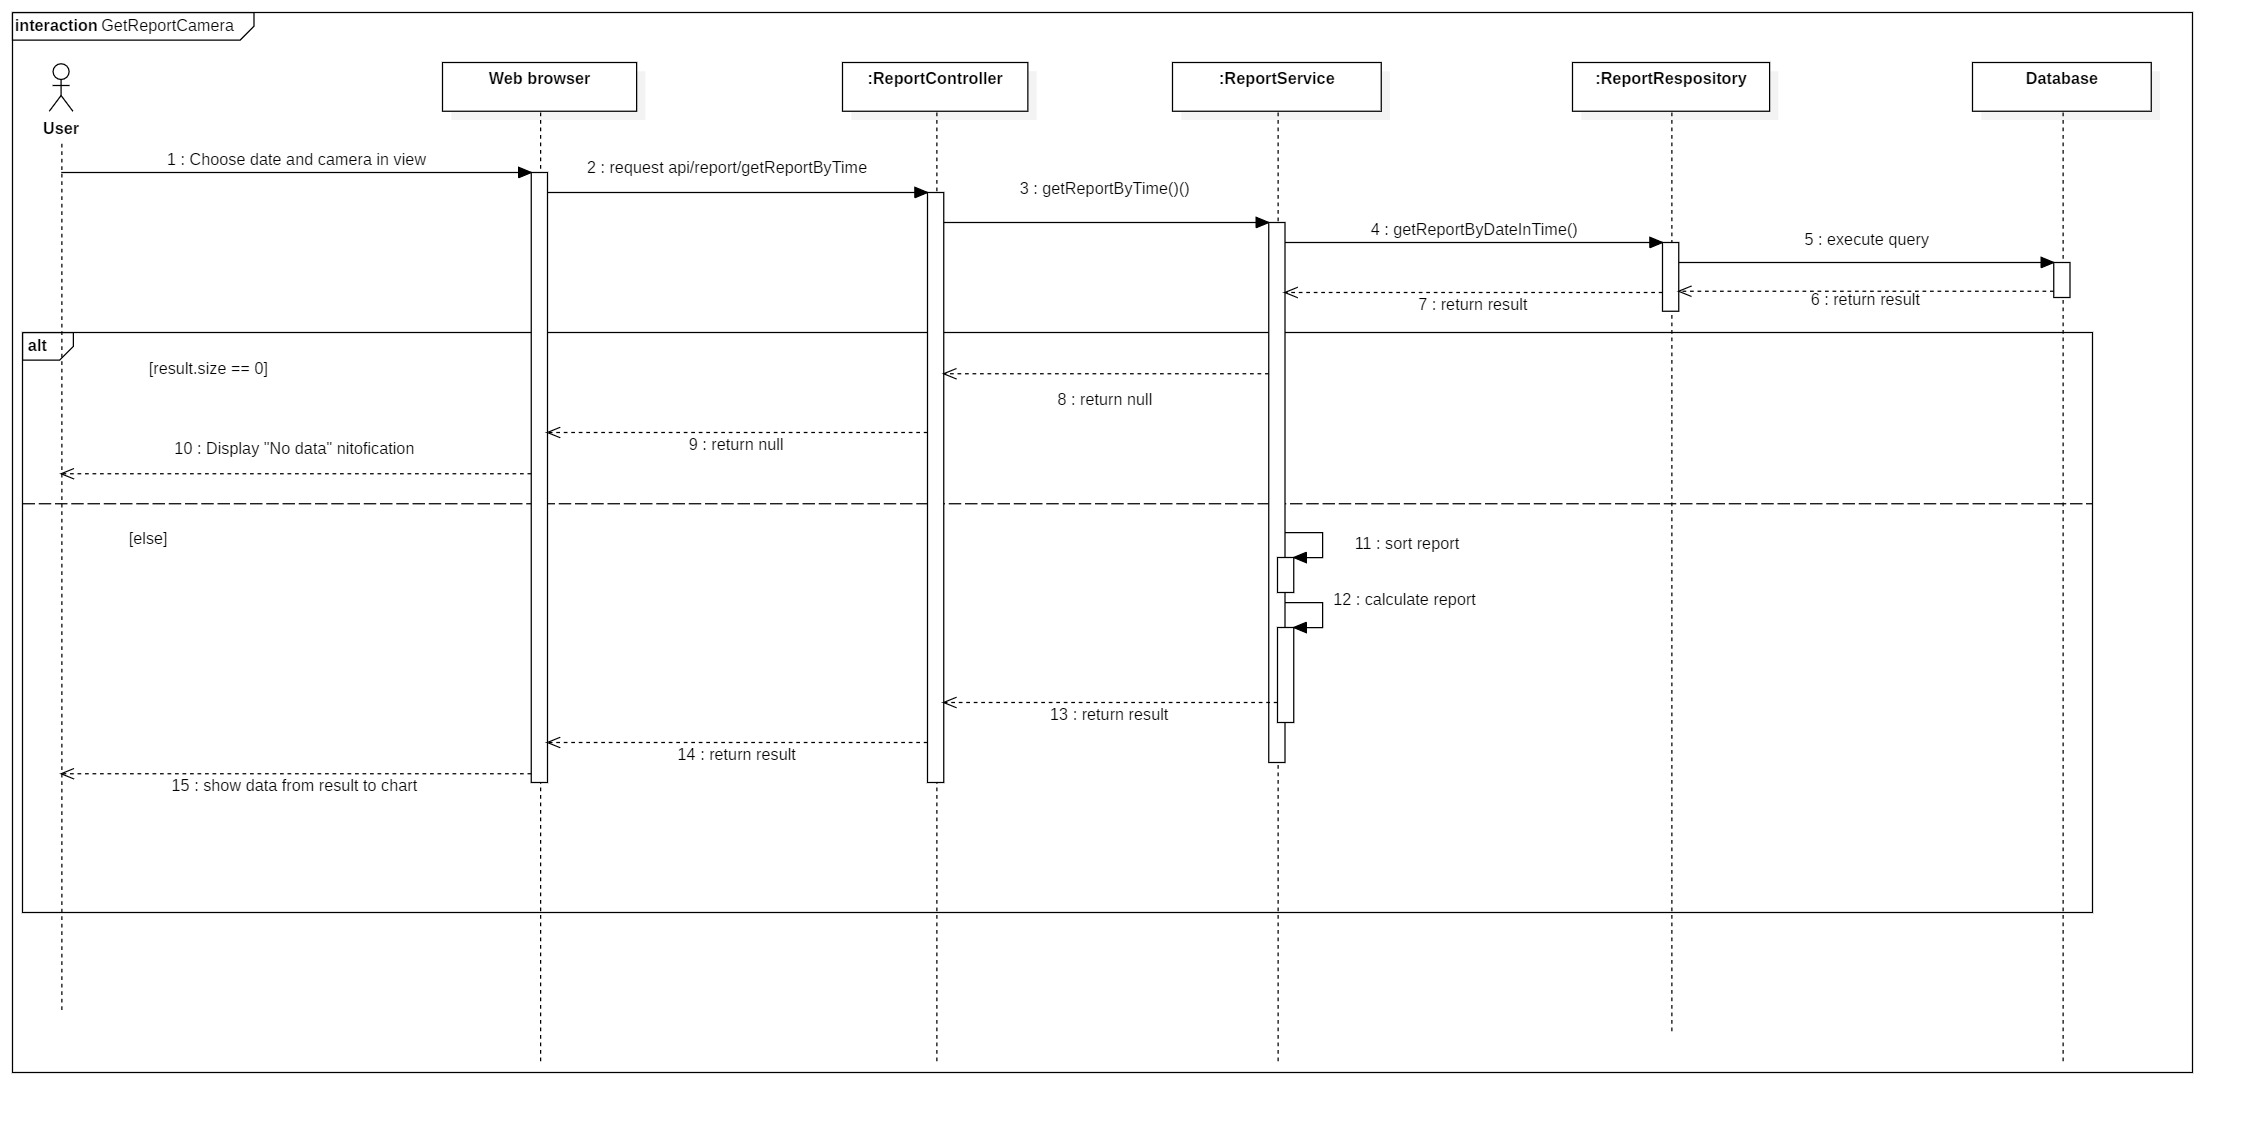 interaction GetReportCamera
User
Web browser
:ReportController
:ReportService
:ReportRespository
Database
1 : Choose date and camera in view
2 : request api/report/getReportByTime
3 : getReportByTime()()
4 : getReportByDateInTime()
5 : execute query
6 : return result
7 : return result
alt
[result.size == 0]
8 : return null
9 : return null
10 : Display "No data" nitofication
[else]
11 : sort report
12 : calculate report
13 : return result
14 : return result
15 : show data from result to chart